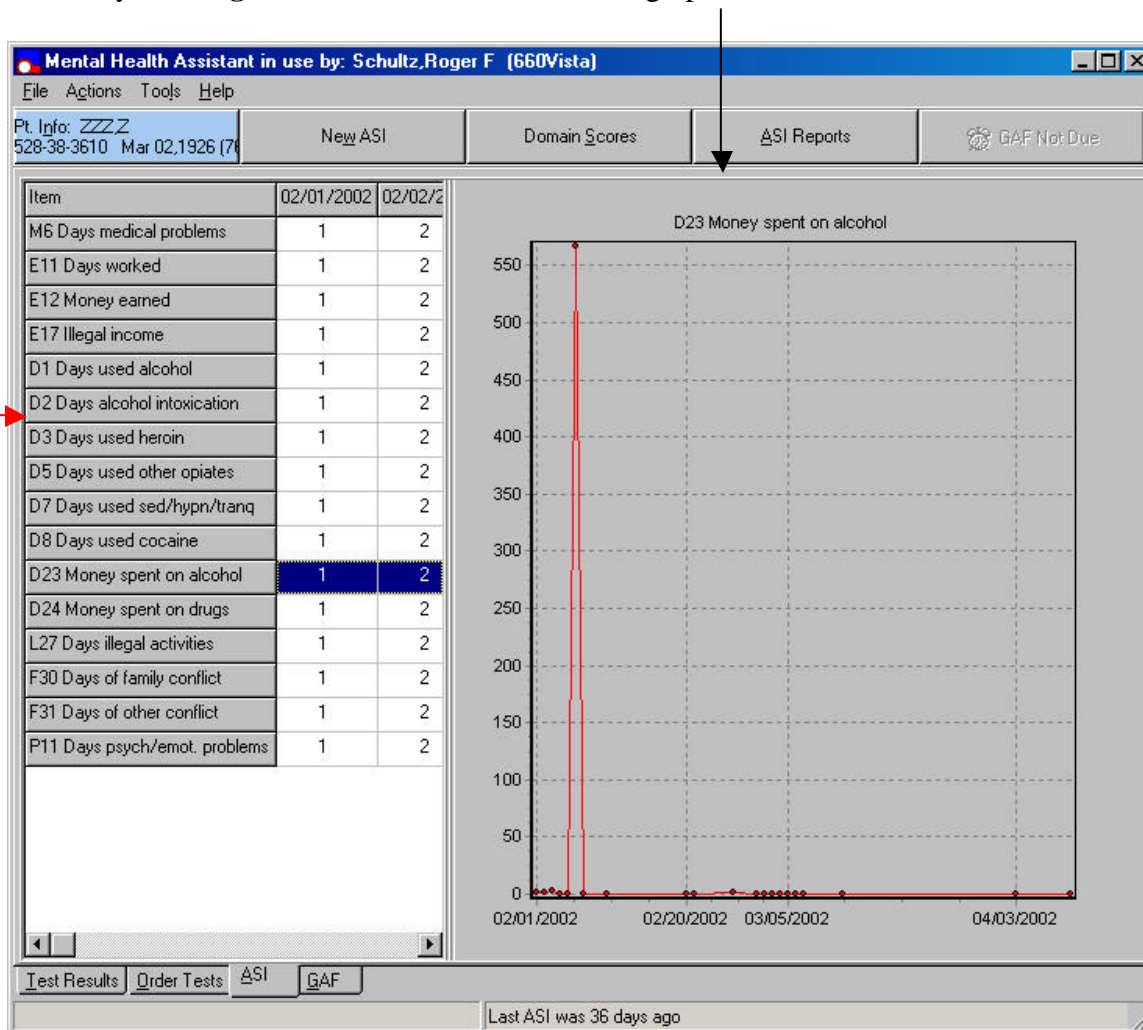 Mental Health Assistant in use by: Schultz,Roger F (660Vista)
File Actions Tools Help
Pt. Info: ZZZ,Z
528-38-3610 Mar 02,1926 (76
New ASI
Domain Scores
ASI Reports
GAF Not Due
Item 02/01/2002 02/02/2
M6 Days medical problems 1 2
E11 Days worked 1 2
E12 Money earned 1 2
E17 Illegal income 1 2
D1 Days used alcohol 1 2
D2 Days alcohol intoxication 1 2
D3 Days used heroin 1 2
D5 Days used other opiates 1 2
D7 Days used sed/hypn/tranq 1 2
D8 Days used cocaine 1 2
D23 Money spent on alcohol 1 2
D24 Money spent on drugs 1 2
L27 Days illegal activities 1 2
F30 Days of family conflict 1 2
F31 Days of other conflict 1 2
P11 Days psych/emot. problems 1 2
D23 Money spent on alcohol
550
500
450
400
350
300
250
200
150
100
50
0
02/01/2002 02/20/2002 03/05/2002 04/03/2002
Test Results Order Tests ASI GAF
Last ASI was 36 days ago